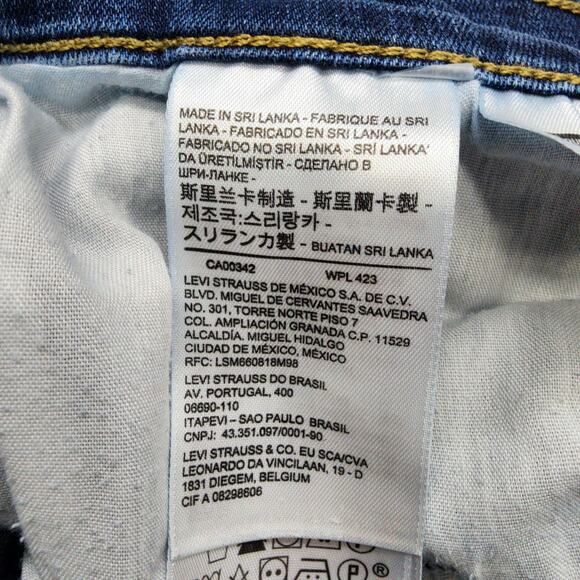 MADE IN SRI LANKA - FABRIQUE AU SRI
LANKA - FABRICADO EN SRI LANKA -
FABRICADO NO SRI LANKA - SRİ LANKA'
DA ÜRETİLMİŞTİR - СДЕЛАНО В
ШРИ-ЛАНКЕ -
斯里兰卡制造 - 斯里蘭卡製 -
제조국:스리랑카 -
スリランカ製 - BUATAN SRI LANKA
CA00342 WPL 423
LEVI STRAUSS DE MÉXICO S.A. DE C.V.
BLVD. MIGUEL DE CERVANTES SAAVEDRA
NO. 301, TORRE NORTE PISO 7
COL. AMPLIACIÓN GRANADA C.P. 11529
ALCALDÍA. MIGUEL HIDALGO
CIUDAD DE MÉXICO, MÉXICO
RFC: LSM660818M98
LEVI STRAUSS DO BRASIL
AV. PORTUGAL, 400
06690-110
ITAPEVI – SAO PAULO BRASIL
CNPJ: 43.351.097/0001-90
LEVI STRAUSS & CO. EU SCA/CVA
LEONARDO DA VINCILAAN, 19 - D
1831 DIEGEM, BELGIUM
CIF A 08298606
P ®